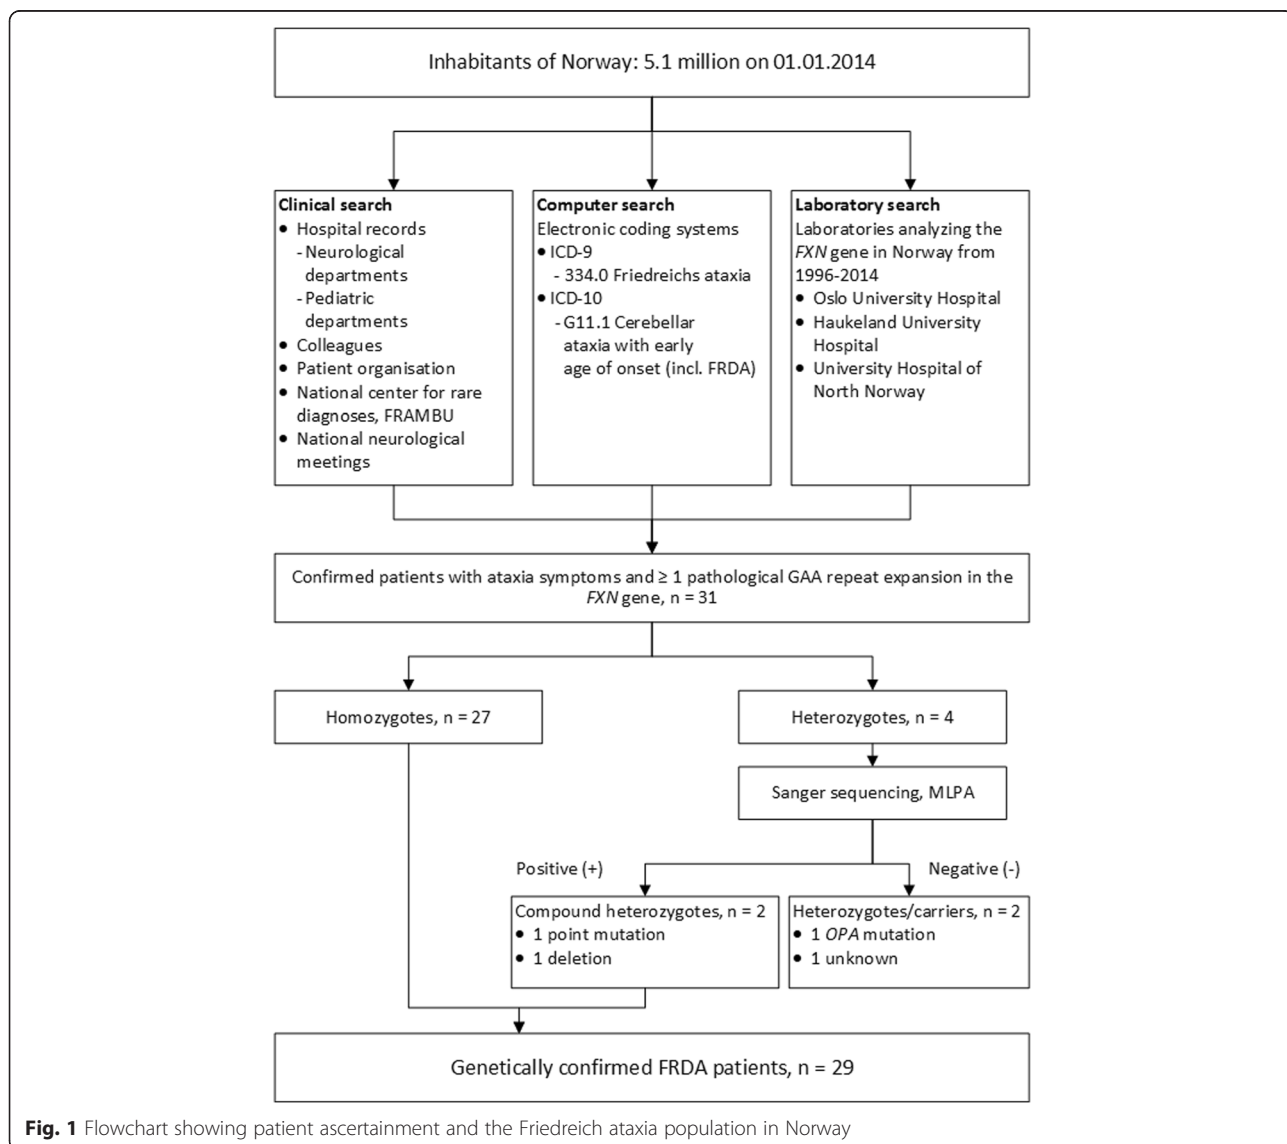 Inhabitants of Norway: 5.1 million on 01.01.2014
Clinical search
● Hospital records
- Neurological
departments
- Pediatric
departments
● Colleagues
● Patient organisation
● National center for rare
diagnoses, FRAMBU
● National neurological
meetings
Computer search
Electronic coding systems
● ICD-9
- 334.0 Friedreichs ataxia
● ICD-10
- G11.1 Cerebellar
ataxia with early
age of onset (incl. FRDA)
Laboratory search
Laboratories analyzing the
FXN gene in Norway from
1996-2014
● Oslo University Hospital
● Haukeland University
Hospital
● University Hospital of
North Norway
Confirmed patients with ataxia symptoms and ≥ 1 pathological GAA repeat expansion in the
FXN gene, n = 31
Homozygotes, n = 27
Heterozygotes, n = 4
Sanger sequencing, MLPA
Positive (+)
Negative (-)
Compound heterozygotes, n = 2
● 1 point mutation
● 1 deletion
Heterozygotes/carriers, n = 2
● 1 OPA mutation
● 1 unknown
Genetically confirmed FRDA patients, n = 29
Fig. 1 Flowchart showing patient ascertainment and the Friedreich ataxia population in Norway